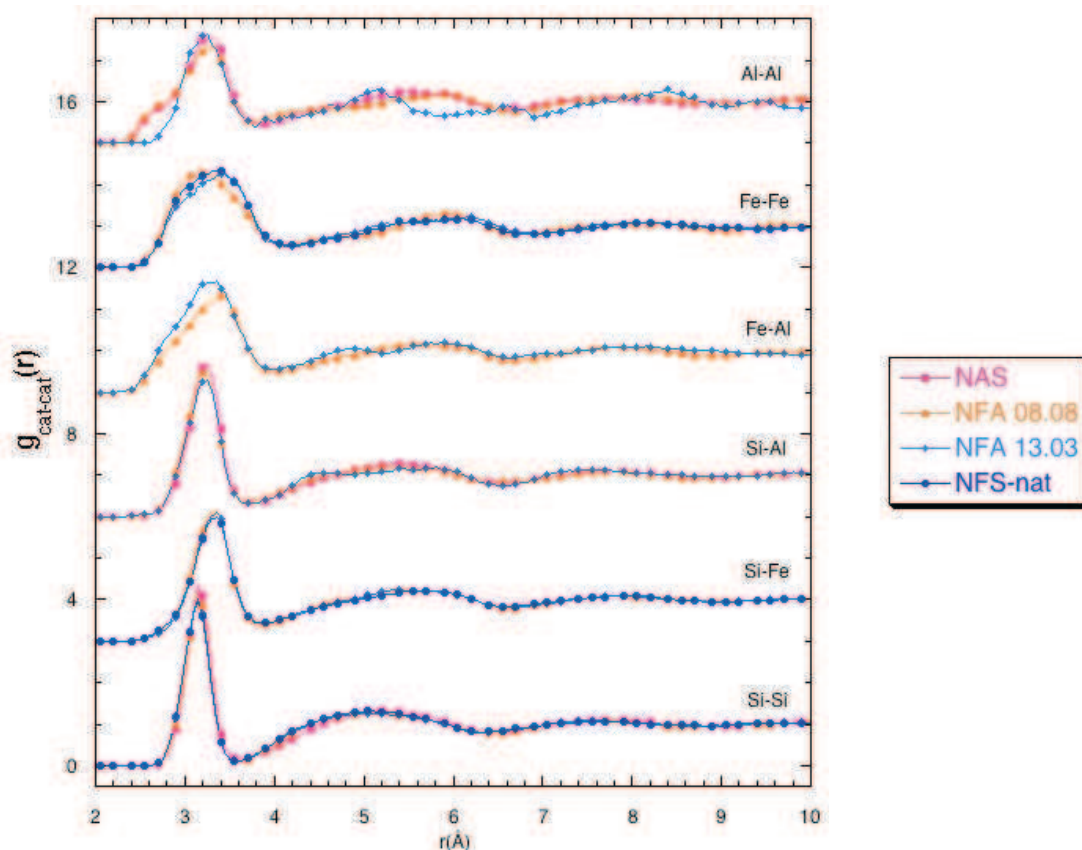 Al-Al
16
Fe-Fe
12
Fe-Al
g cat-cat (r)
8
Si-Al
Si-Fe
4
Si-Si
0
2 3 4 5 6 7 8 9 10
r(Å)
NAS
NFA 08.08
NFA 13.03
NFS-nat